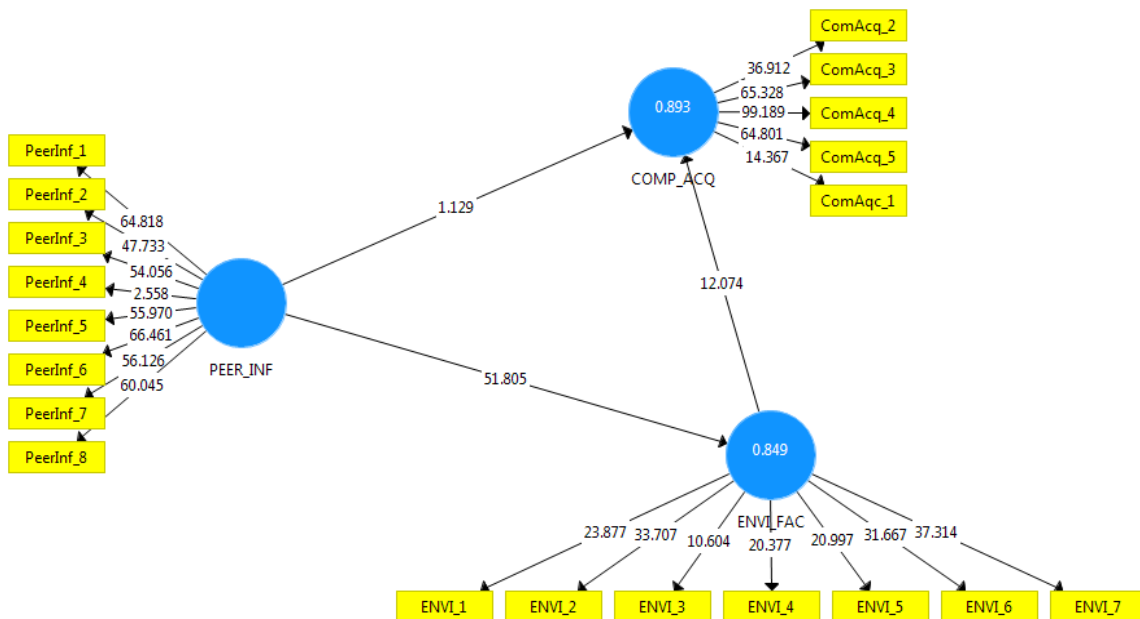 ComAcq_2
36.912
ComAcq_3
65.328
0.893
99.189
ComAcq_4
64.801
PeerInf_1
14.367
ComAcq_5
COMP_ACQ
PeerInf_2
ComAqc_1
1.129
64.818
PeerInf_3
47.733
54.056
PeerInf_4
2.558
12.074
55.970
PeerInf_5
66.461
56.126
PeerInf_6
PEER_INF
51.805
60.045
PeerInf_7
0.849
PeerInf_8
ENVI_FAC
23.877
33.707
10.604
20.377
20.997
31.667
37.314
ENVI_1
ENVI_2
ENVI_3
ENVI_4
ENVI_5
ENVI_6
ENVI_7